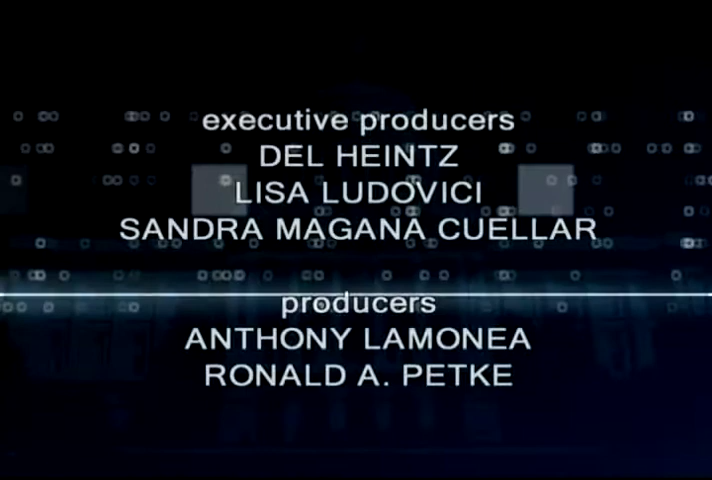 executive producers
DEL HEINTZ
LISA LUDOVICI
SANDRA MAGANA CUELLAR
producers
ANTHONY LAMONEA
RONALD A. PETKE